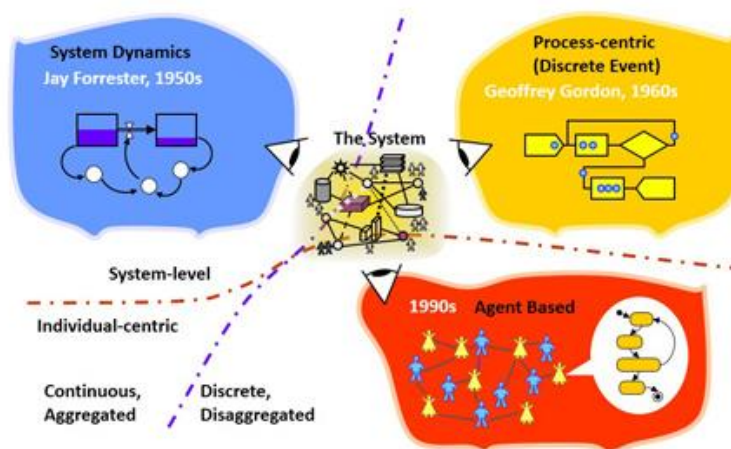 System Dynamics
Jay Forrester, 1950s
Process-centric
(Discrete Event)
Geoffrey Gordon, 1960s
The System
System-level
Individual-centric
Continuous,
Aggregated
Discrete,
Disaggregated
1990s Agent Based